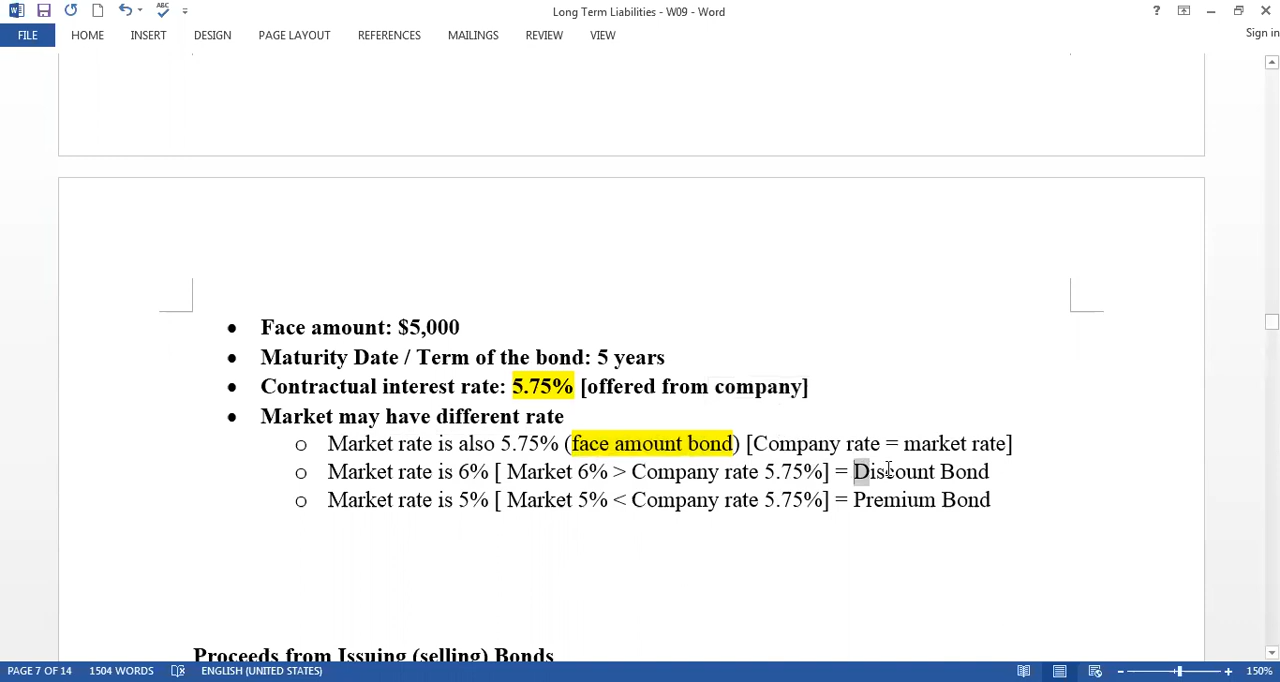 Long Term Liabilities - W09 - Word
?
FILE HOME INSERT DESIGN PAGE LAYOUT REFERENCES MAILINGS REVIEW VIEW
Sign in
• Face amount: $5,000
• Maturity Date / Term of the bond: 5 years
• Contractual interest rate: 5.75% [offered from company]
• Market may have different rate
o Market rate is also 5.75% (face amount bond) [Company rate = market rate]
o Market rate is 6% [ Market 6% > Company rate 5.75%] = Discount Bond
o Market rate is 5% [ Market 5% < Company rate 5.75%] = Premium Bond
Proceeds from Issuing (selling) Bonds
PAGE 7 OF 14 1504 WORDS ENGLISH (UNITED STATES) 150%